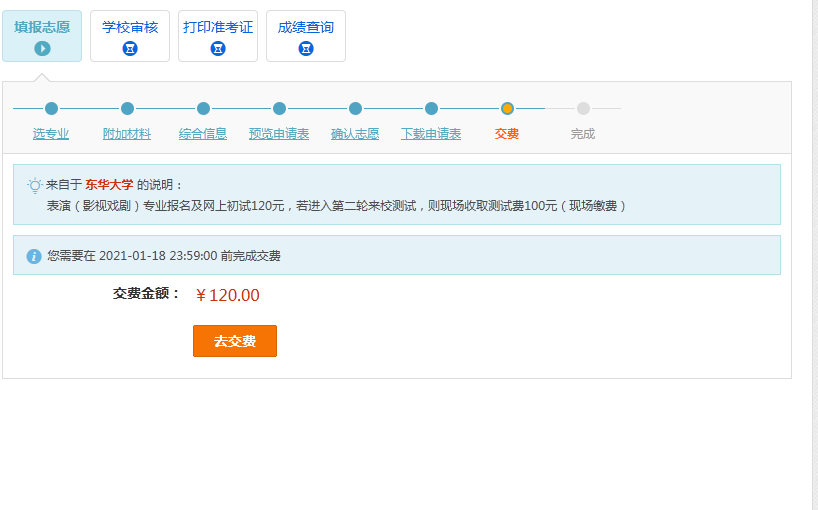 填报志愿 学校审核 打印准考证 成绩查询
选专业 附加材料 综合信息 预览申请表 确认志愿 下载申请表 交费 完成
来自于 东华大学 的说明：
表演（影视戏剧）专业报名及网上初试120元，若进入第二轮来校测试，则现场收取测试费100元（现场缴费）
您需要在 2021-01-18 23:59:00 前完成交费
交费金额： ￥120.00
去交费